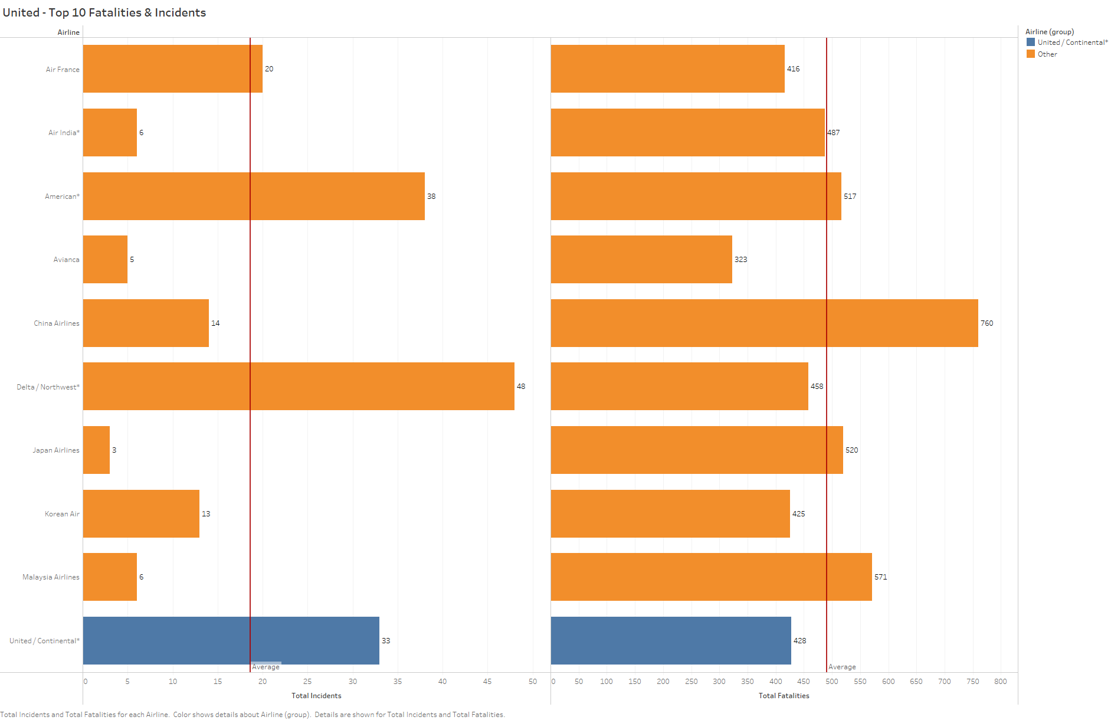 United - Top 10 Fatalities & Incidents
Airline
Airline (group)
United / Continental*
Other
Air France
20
416
Air India*
6
487
American*
38
517
Avianca
5
323
China Airlines
14
760
Delta / Northwest*
48
458
Japan Airlines
3
520
Korean Air
13
425
Malaysia Airlines
6
571
United / Continental*
33
428
Average
Average
0 5 10 15 20 25 30 35 40 45 50
0 50 100 150 200 250 300 350 400 450 500 550 600 650 700 750 800
Total Incidents
Total Fatalities
Total Incidents and Total Fatalities for each Airline. Color shows details about Airline (group). Details are shown for Total Incidents and Total Fatalities.